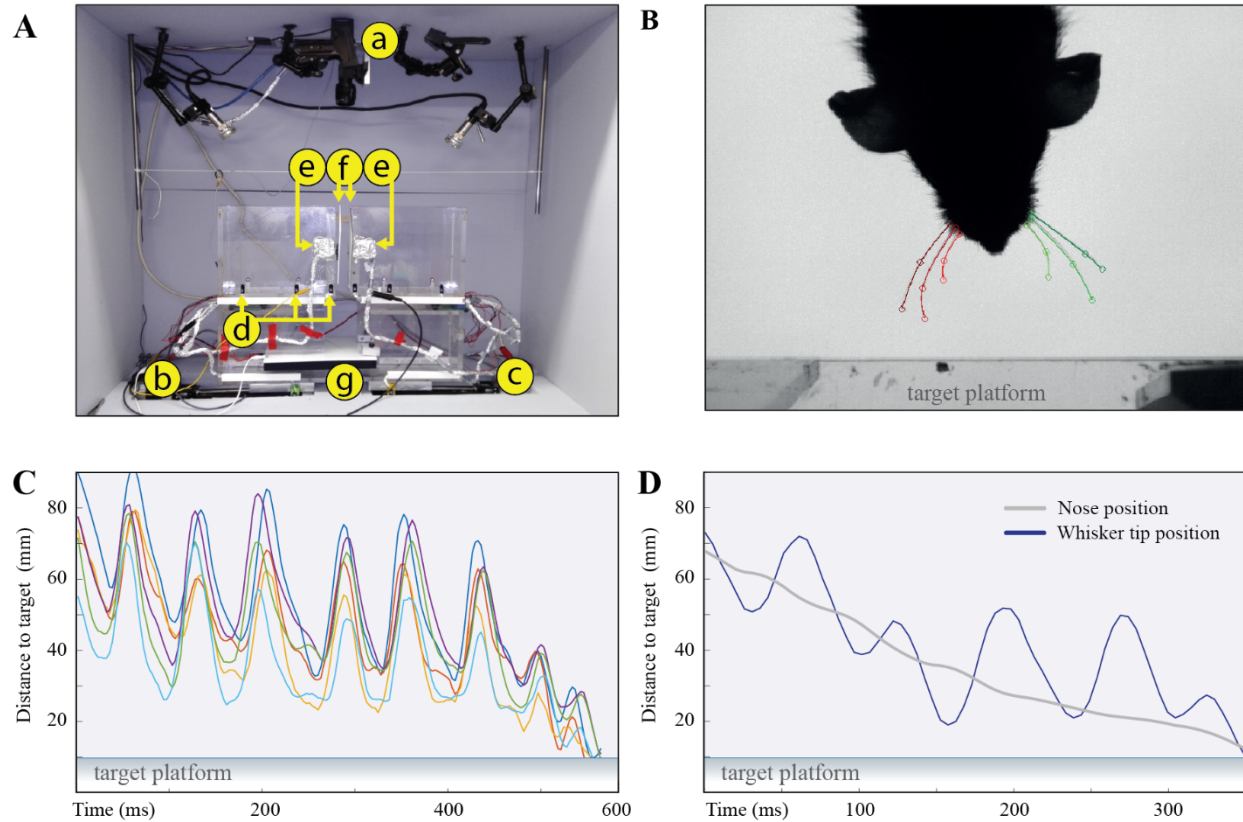 A
a
e f e
d
b g c
B
target platform
C
Distance to target (mm)
80
60
40
20
target platform
Time (ms) 200 400 600
D
Distance to target (mm)
80
60
40
20
Nose position
Whisker tip position
target platform
Time (ms) 100 200 300